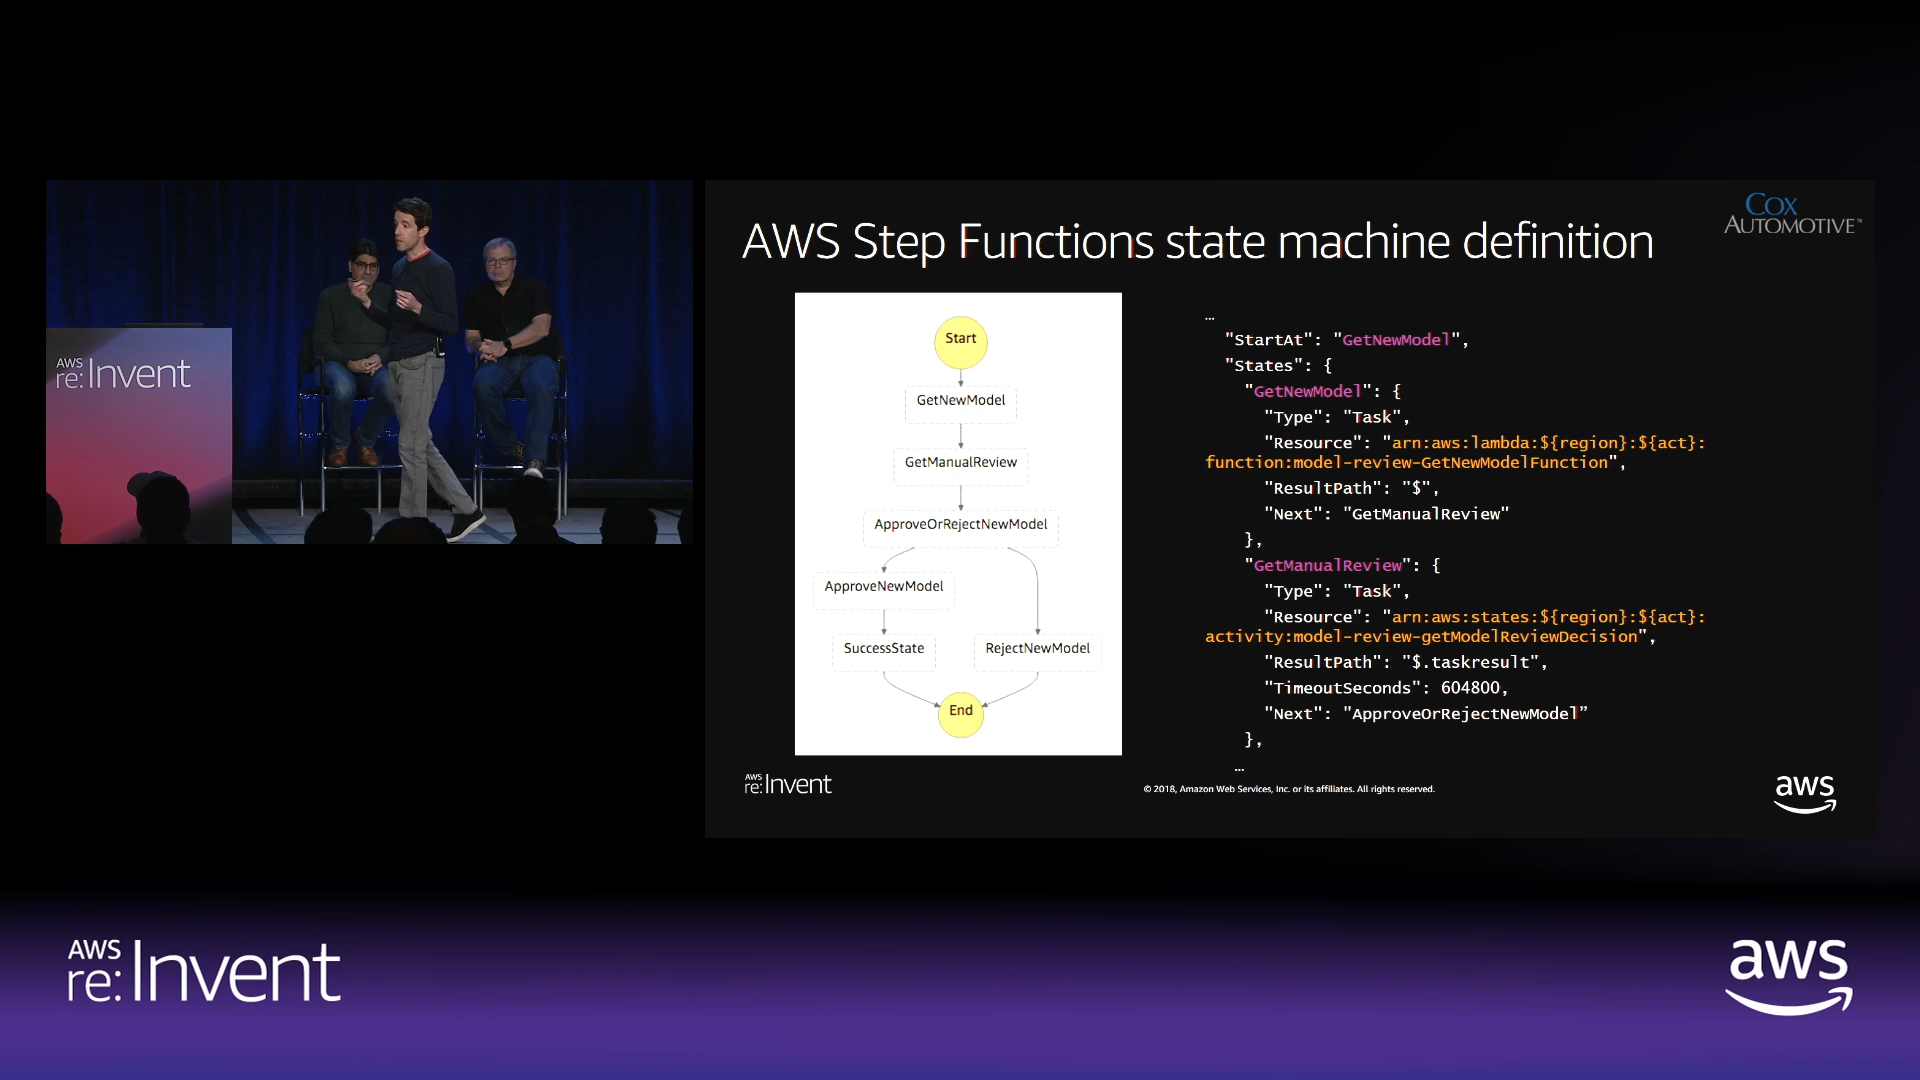 AWS
re:Invent
AWS Step Functions state machine definition
COX
AUTOMOTIVE™
Start
GetNewModel
GetManualReview
ApproveOrRejectNewModel
ApproveNewModel
SuccessState
RejectNewModel
End
…
"StartAt": "GetNewModel",
"States": {
"GetNewModel": {
"Type": "Task",
"Resource": "arn:aws:lambda:${region}:${act}:
function:model-review-GetNewModelFunction",
"ResultPath": "$",
"Next": "GetManualReview"
},
"GetManualReview": {
"Type": "Task",
"Resource": "arn:aws:states:${region}:${act}:
activity:model-review-getModelReviewDecision",
"ResultPath": "$.taskresult",
"TimeoutSeconds": 604800,
"Next": "ApproveOrRejectNewModel”
},
…
AWS
re:Invent
© 2018, Amazon Web Services, Inc. or its affiliates. All rights reserved.
aws
AWS
re:Invent
aws